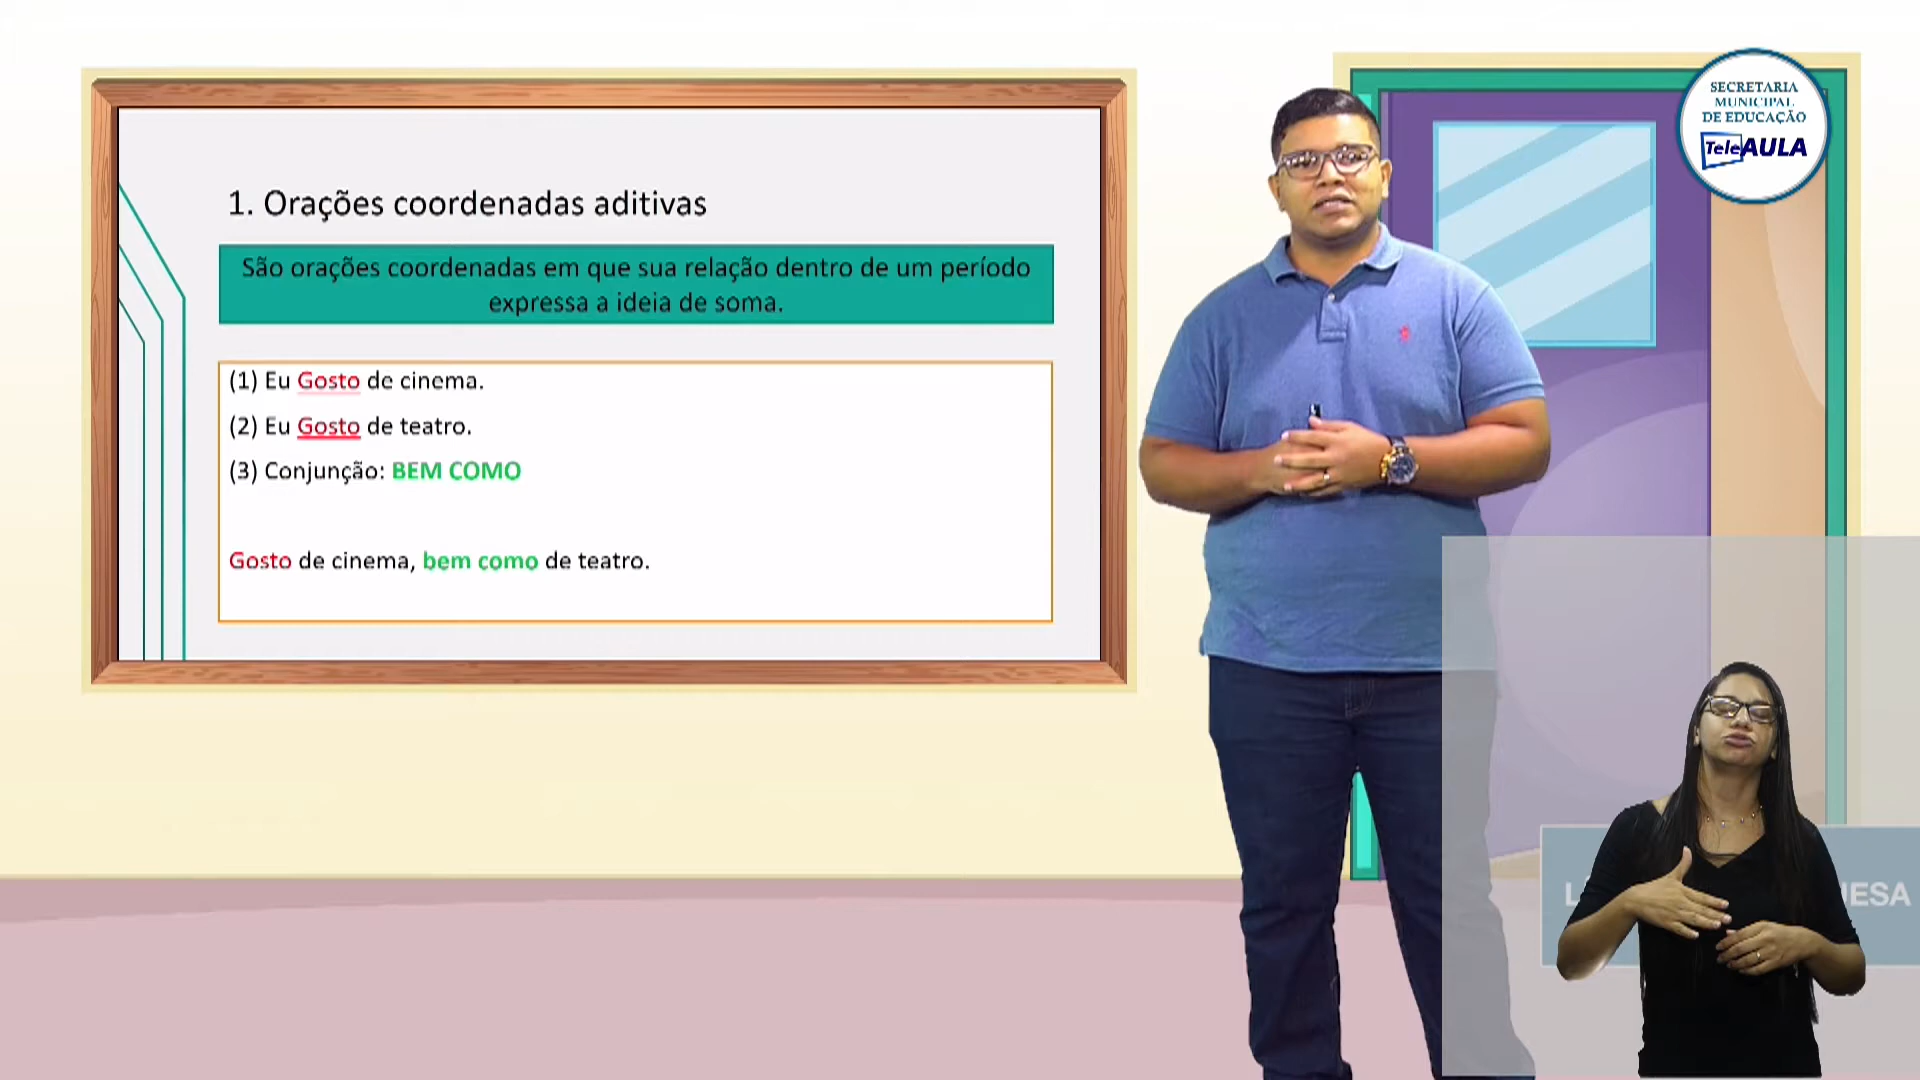 SECRETARIA
MUNICIPAL
DE EDUCAÇÃO
TeleAULA
1. Orações coordenadas aditivas
São orações coordenadas em que sua relação dentro de um período
expressa a ideia de soma.
(1) Eu Gosto de cinema.
(2) Eu Gosto de teatro.
(3) Conjunção: BEM COMO
Gosto de cinema, bem como de teatro.